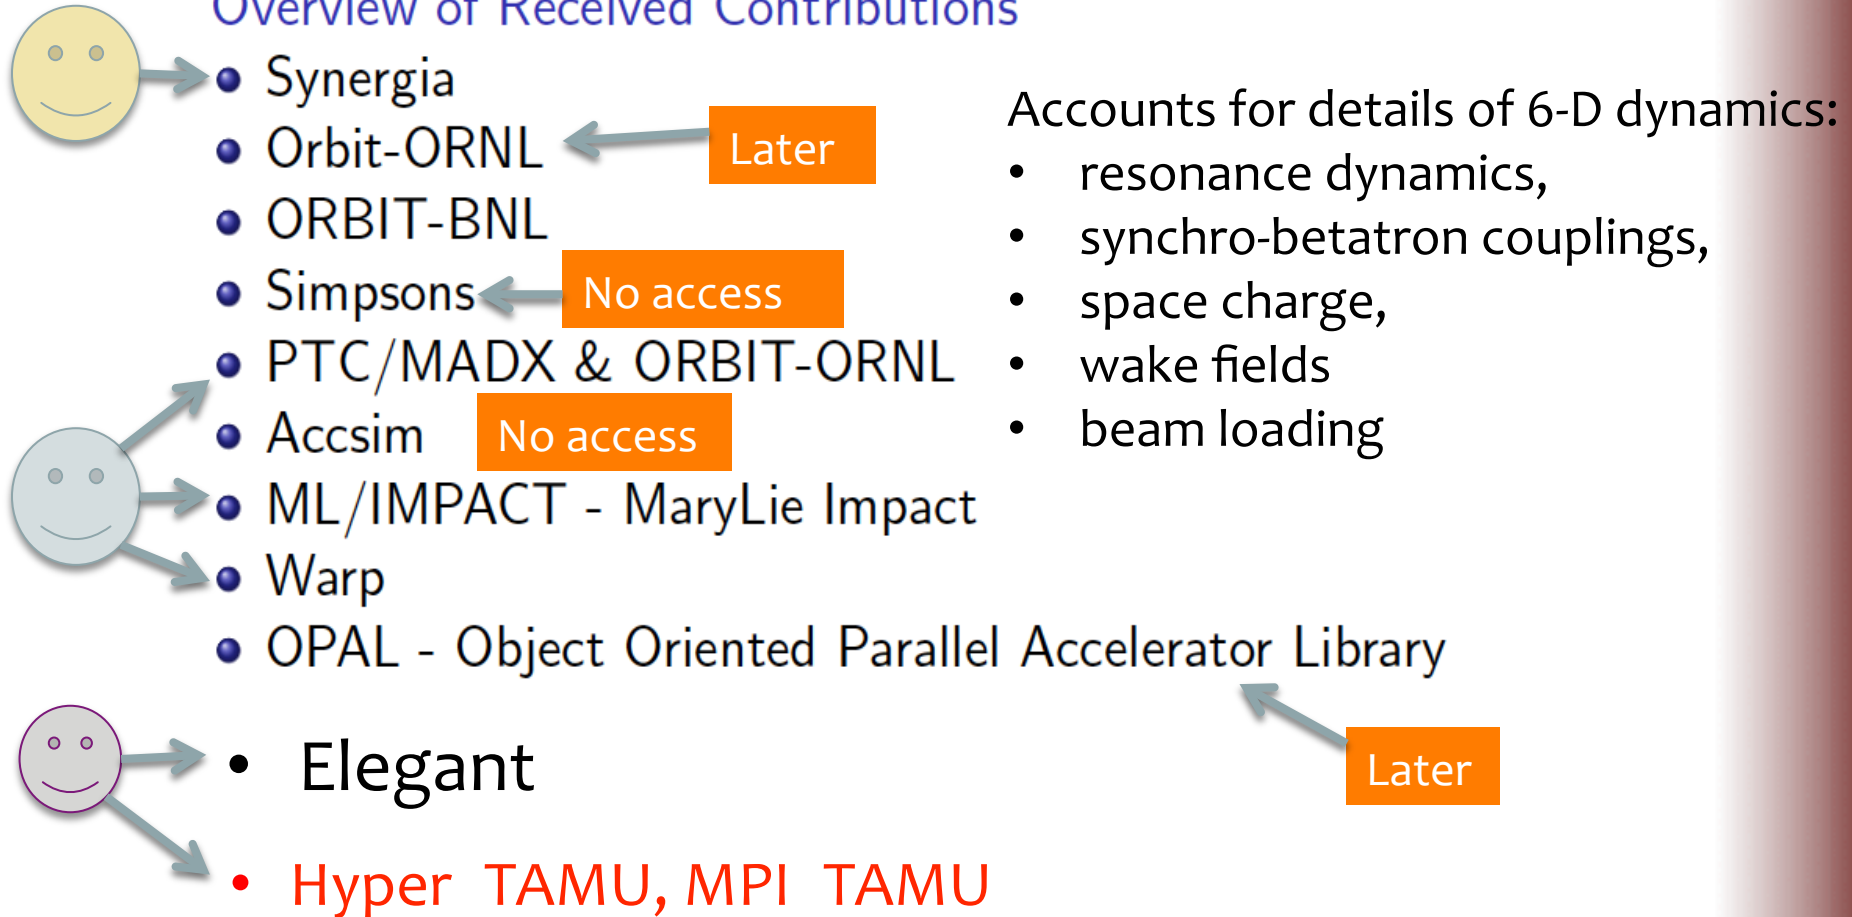 Overview of Received Contributions
Synergia
Orbit-ORNL
Later
ORBIT-BNL
Simpsons
No access
PTC/MADX & ORBIT-ORNL
Accsim
No access
ML/IMPACT - MaryLie Impact
Warp
OPAL - Object Oriented Parallel Accelerator Library
Later
• Elegant
• Hyper TAMU, MPI TAMU
Accounts for details of 6-D dynamics:
• resonance dynamics,
• synchro-betatron couplings,
• space charge,
• wake fields
• beam loading